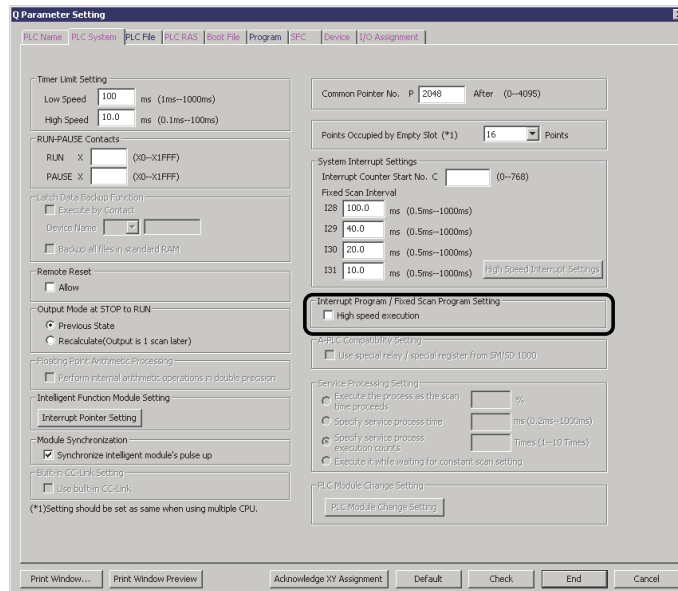 Q Parameter Setting
PLC Name PLC System PLC File PLC RAS Boot File Program SFC Device I/O Assignment
Timer Limit Setting
Low Speed 100 ms (1ms--1000ms)
High Speed 10.0 ms (0.1ms--100ms)
RUN-PAUSE Contacts
RUN X (X0--X1FFF)
PAUSE X (X0--X1FFF)
Latch Data Backup Function
Execute by Contact
Device Name
Backup all files in standard RAM
Remote Reset
Allow
Output Mode at STOP to RUN
Previous State
Recalculate(Output is 1 scan later)
Floating Point Arithmetic Processing
Perform internal arithmetic operations in double precision
Intelligent Function Module Setting
Interrupt Pointer Setting
Module Synchronization
Synchronize intelligent module's pulse up
Built-in CC-Link Setting
Use built-in CC-Link
(*1)Setting should be set as same when using multiple CPU.
Common Pointer No. P 2048 After (0--4095)
Points Occupied by Empty Slot (*1) 16 Points
System Interrupt Settings
Interrupt Counter Start No. C (0--768)
Fixed Scan Interval
I28 100.0 ms (0.5ms--1000ms)
I29 40.0 ms (0.5ms--1000ms)
I30 20.0 ms (0.5ms--1000ms)
I31 10.0 ms (0.5ms--1000ms) High Speed Interrupt Settings
Interrupt Program / Fixed Scan Program Setting
High speed execution
A-PLC Compatibility Setting
Use special relay / special register from SM/SD 1000
Service Processing Setting
Execute the process as the scan
time proceeds %
Specify service process time ms (0.2ms--1000ms)
Specify service process
execution counts Times (1--10 Times)
Execute it while waiting for constant scan setting
PLC Module Change Setting
PLC Module Change Setting
Print Window... Print Window Preview Acknowledge XY Assignment Default Check End Cancel